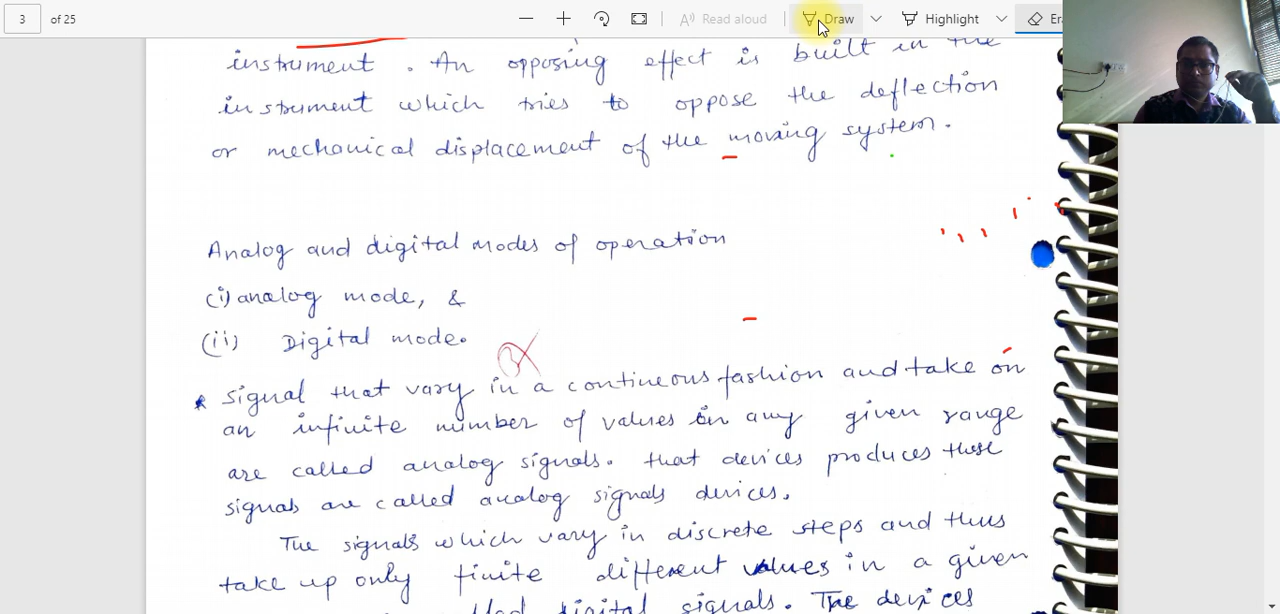 3 of 25 Read aloud Draw Highlight
instrument. An opposing effect is built in the
instrument which tries to oppose the deflection
or mechanical displacement of the moving system.
Analog and digital modes of operation
(i) analog mode, &
(ii) Digital mode.
* Signal that vary in a contineous fashion and take on
an infinite number of values in any given range
are called analog signals. that devices produces these
signals are called analog signals devices.
The signals which vary in discrete steps and thus
take up only finite different values in a given
digital signals. The devices